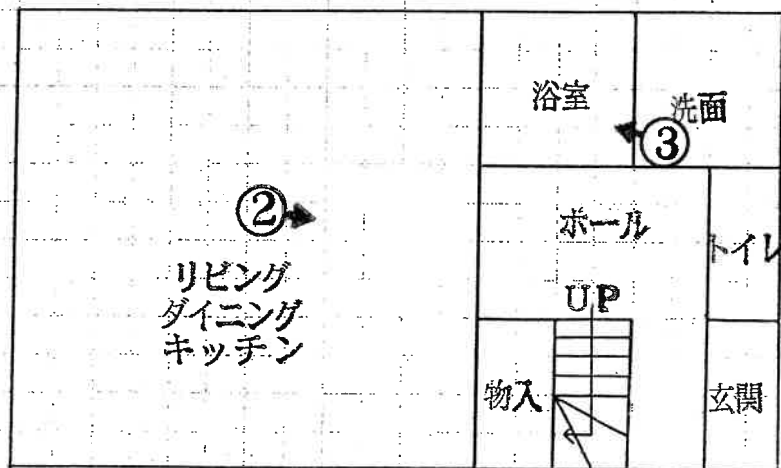 浴室
洗面
③
②
ホール
トイレ
リビング
ダイニング
キッチン
UP
物入
玄関